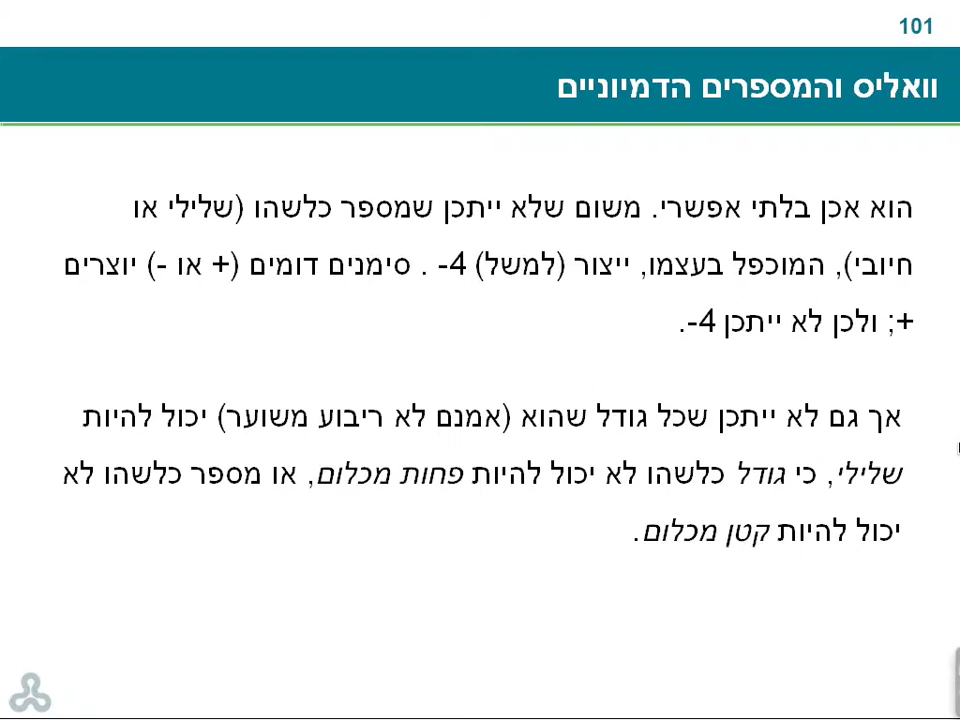 101
וואליס והמספרים הדמיוניים
הוא אכן בלתי אפשרי. משום שלא ייתכן שמספר כלשהו (שלילי או
חיובי), המוכפל בעצמו, ייצור (למשל) 4- . סימנים דומים (+ או -) יוצרים
+; ולכן לא ייתכן 4-.
אך גם לא ייתכן שכל גודל שהוא (אמנם לא ריבוע משוער) יכול להיות
שלילי, כי גודל כלשהו לא יכול להיות פחות מכלום, או מספר כלשהו לא
יכול להיות קטן מכלום.